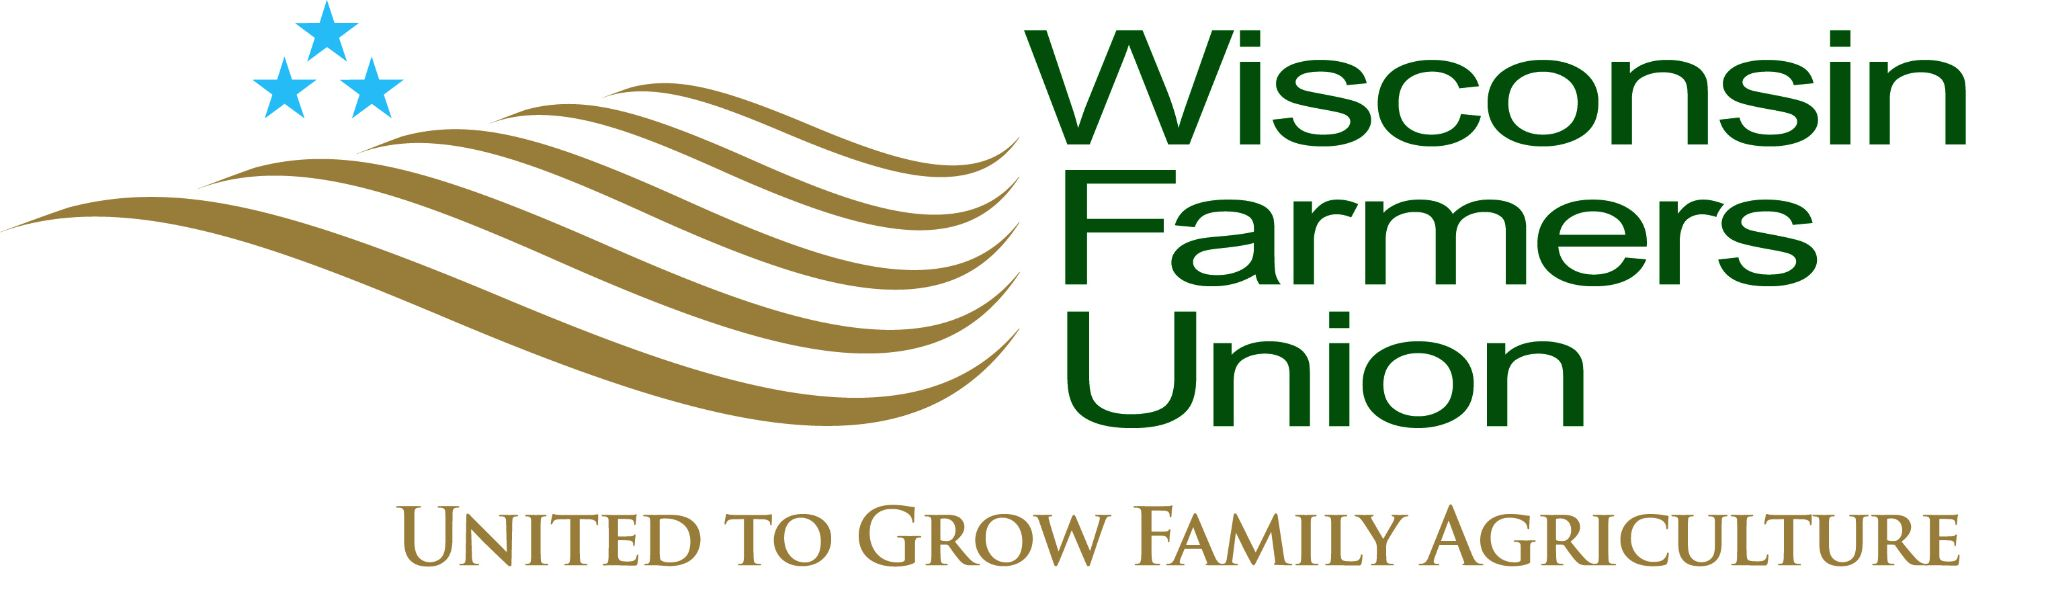 Wisconsin
Farmers
Union
United to Grow Family Agriculture